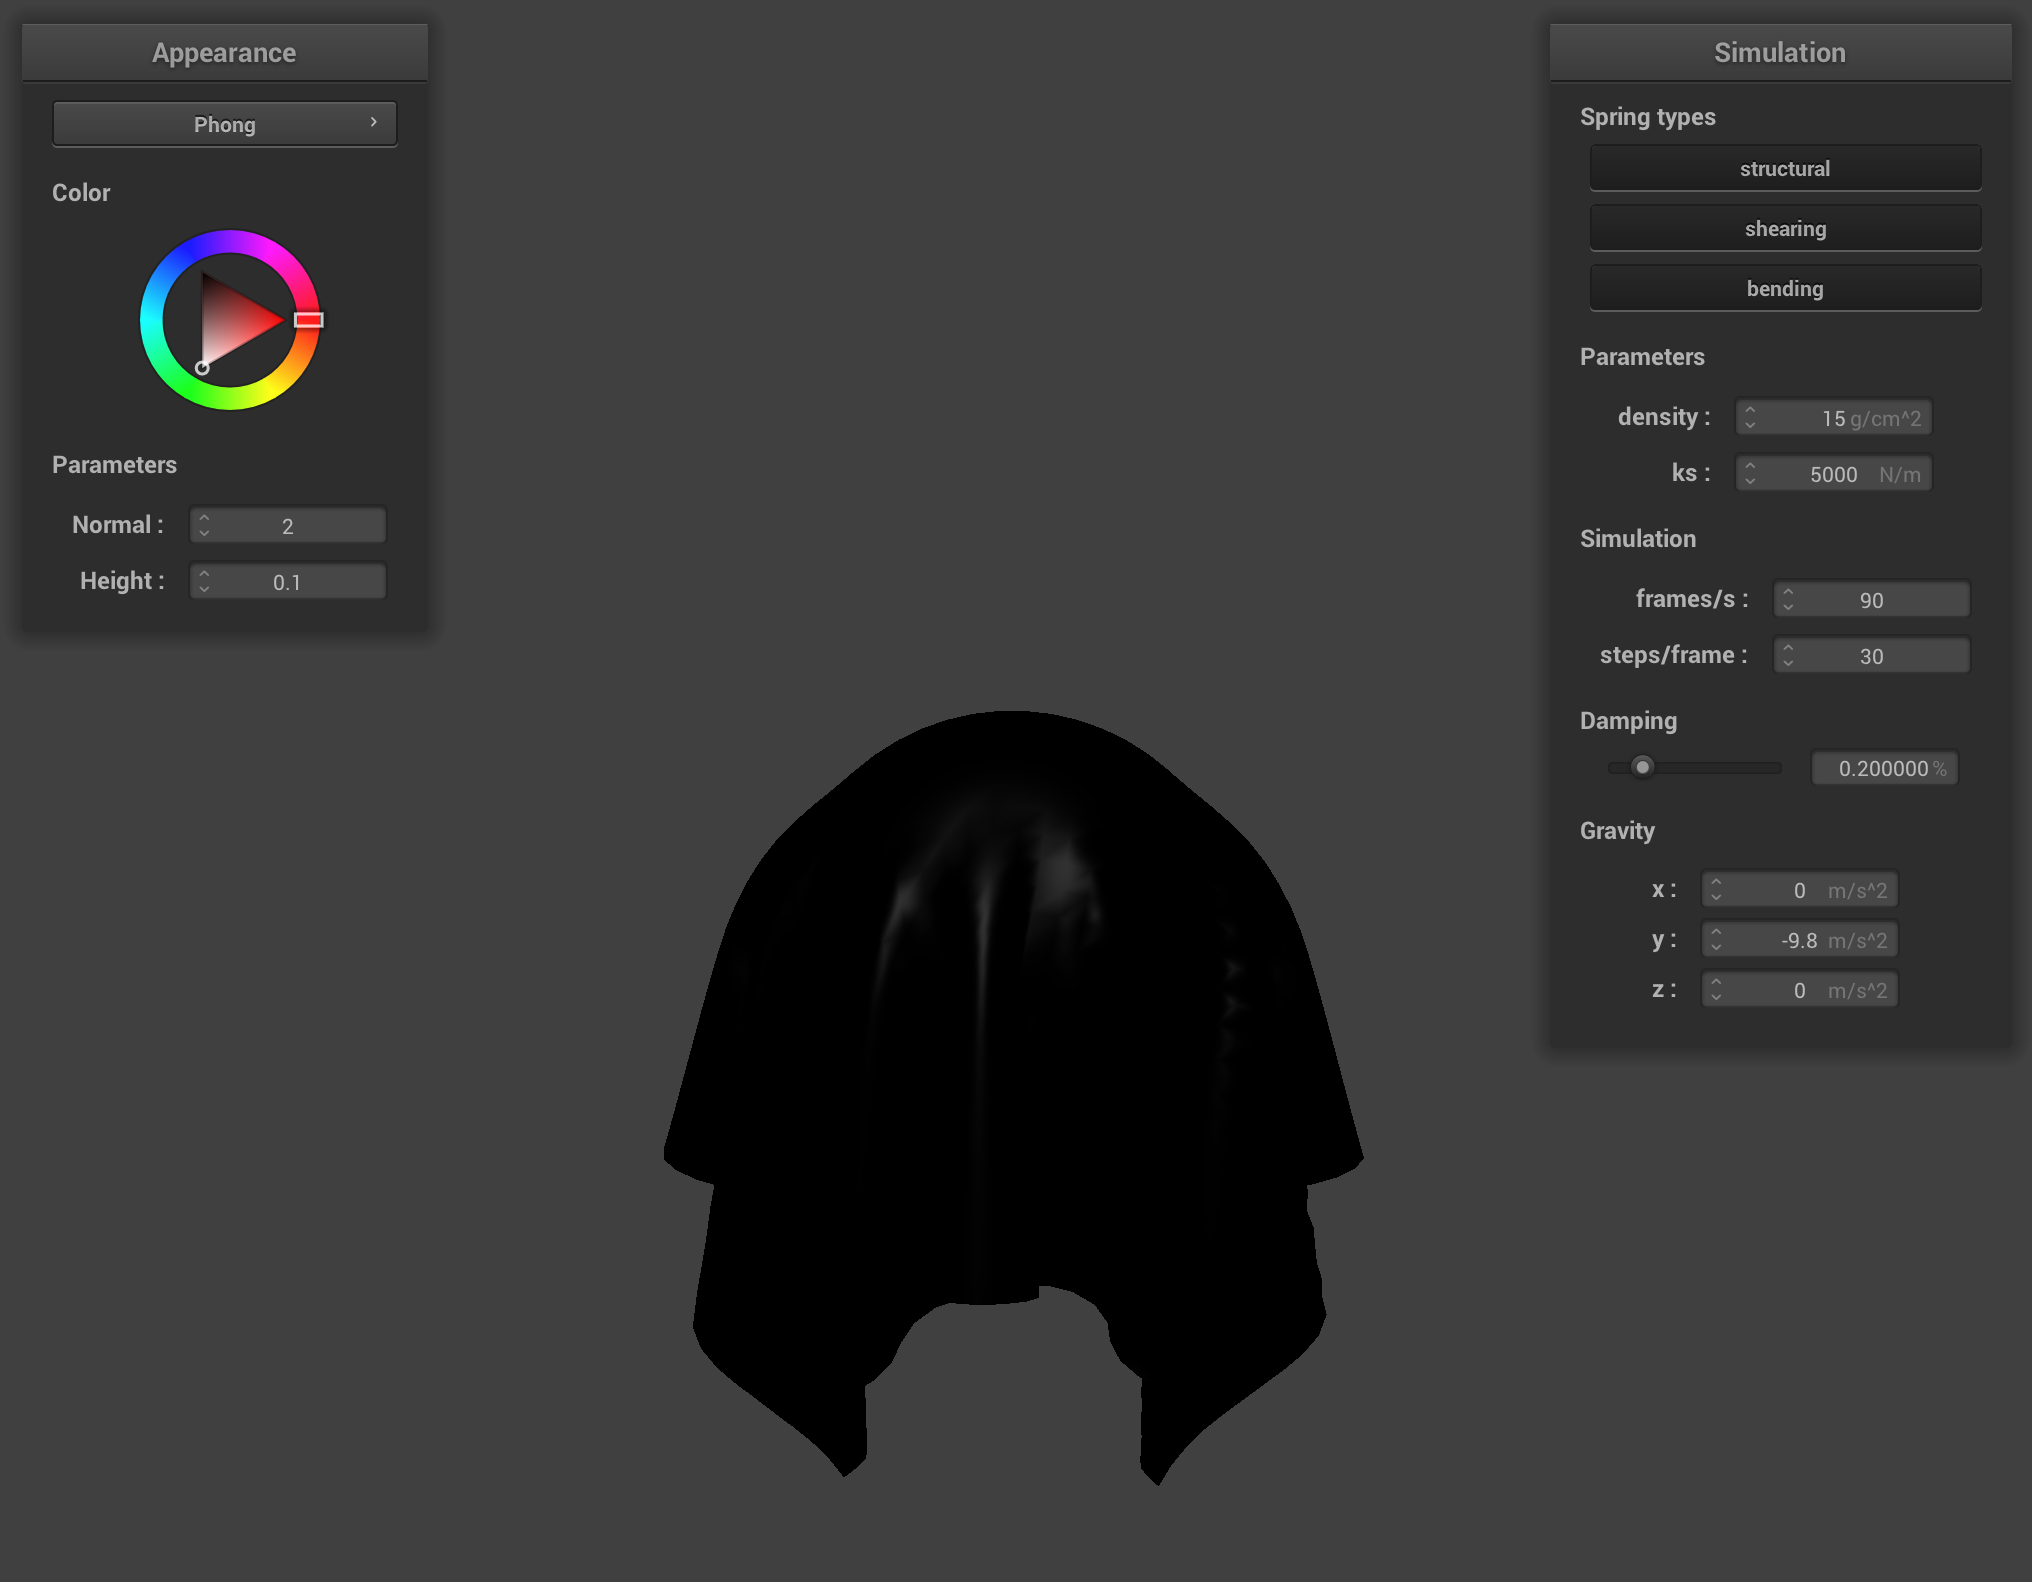 Appearance
Phong
Color
Parameters
Normal : 2
Height : 0.1
Simulation
Spring types
structural
shearing
bending
Parameters
density : 15 g/cm^2
ks : 5000 N/m
Simulation
frames/s : 90
steps/frame : 30
Damping
0.200000 %
Gravity
x : 0 m/s^2
y : -9.8 m/s^2
z : 0 m/s^2